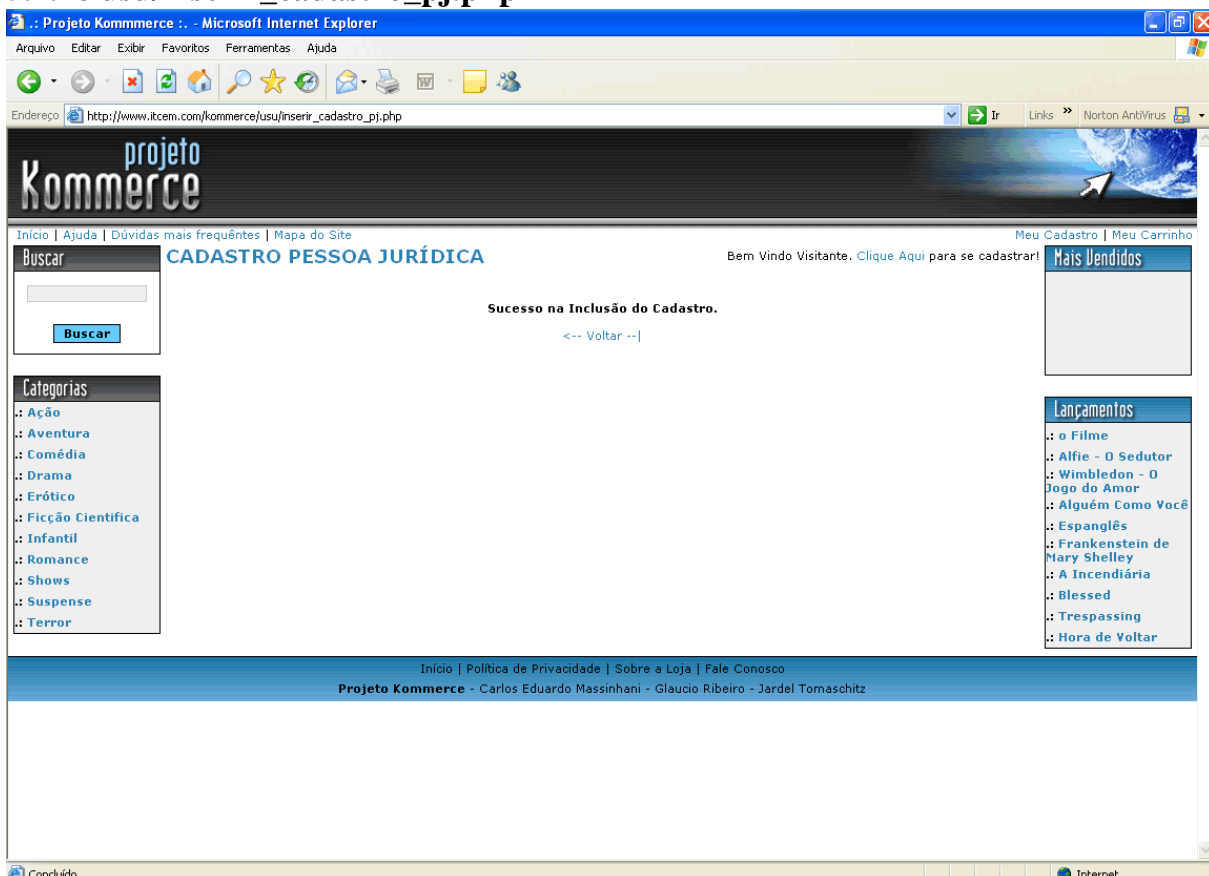 .: Projeto Kommmerce :. - Microsoft Internet Explorer
Arquivo Editar Exibir Favoritos Ferramentas Ajuda
Endereço http://www.itcem.com/kommerce/usu/inserir_cadastro_pj.php Ir Links » Norton AntiVirus
projeto
Kommerce
Início | Ajuda | Dúvidas mais frequêntes | Mapa do Site
Meu Cadastro | Meu Carrinho
Buscar
Buscar
Categorias
.: Ação
.: Aventura
.: Comédia
.: Drama
.: Erótico
.: Ficção Cientifica
.: Infantil
.: Romance
.: Shows
.: Suspense
.: Terror
CADASTRO PESSOA JURÍDICA
Bem Vindo Visitante. Clique Aqui para se cadastrar!
Sucesso na Inclusão do Cadastro.
<-- Voltar --|
Mais Vendidos
Lançamentos
.: o Filme
.: Alfie - O Sedutor
.: Wimbledon - O
Jogo do Amor
.: Alguém Como Você
.: Espanglês
.: Frankenstein de
Mary Shelley
.: A Incendiária
.: Blessed
.: Trespassing
.: Hora de Voltar
Início | Política de Privacidade | Sobre a Loja | Fale Conosco
Projeto Kommerce - Carlos Eduardo Massinhani - Glaucio Ribeiro - Jardel Tomaschitz
Concluído Internet